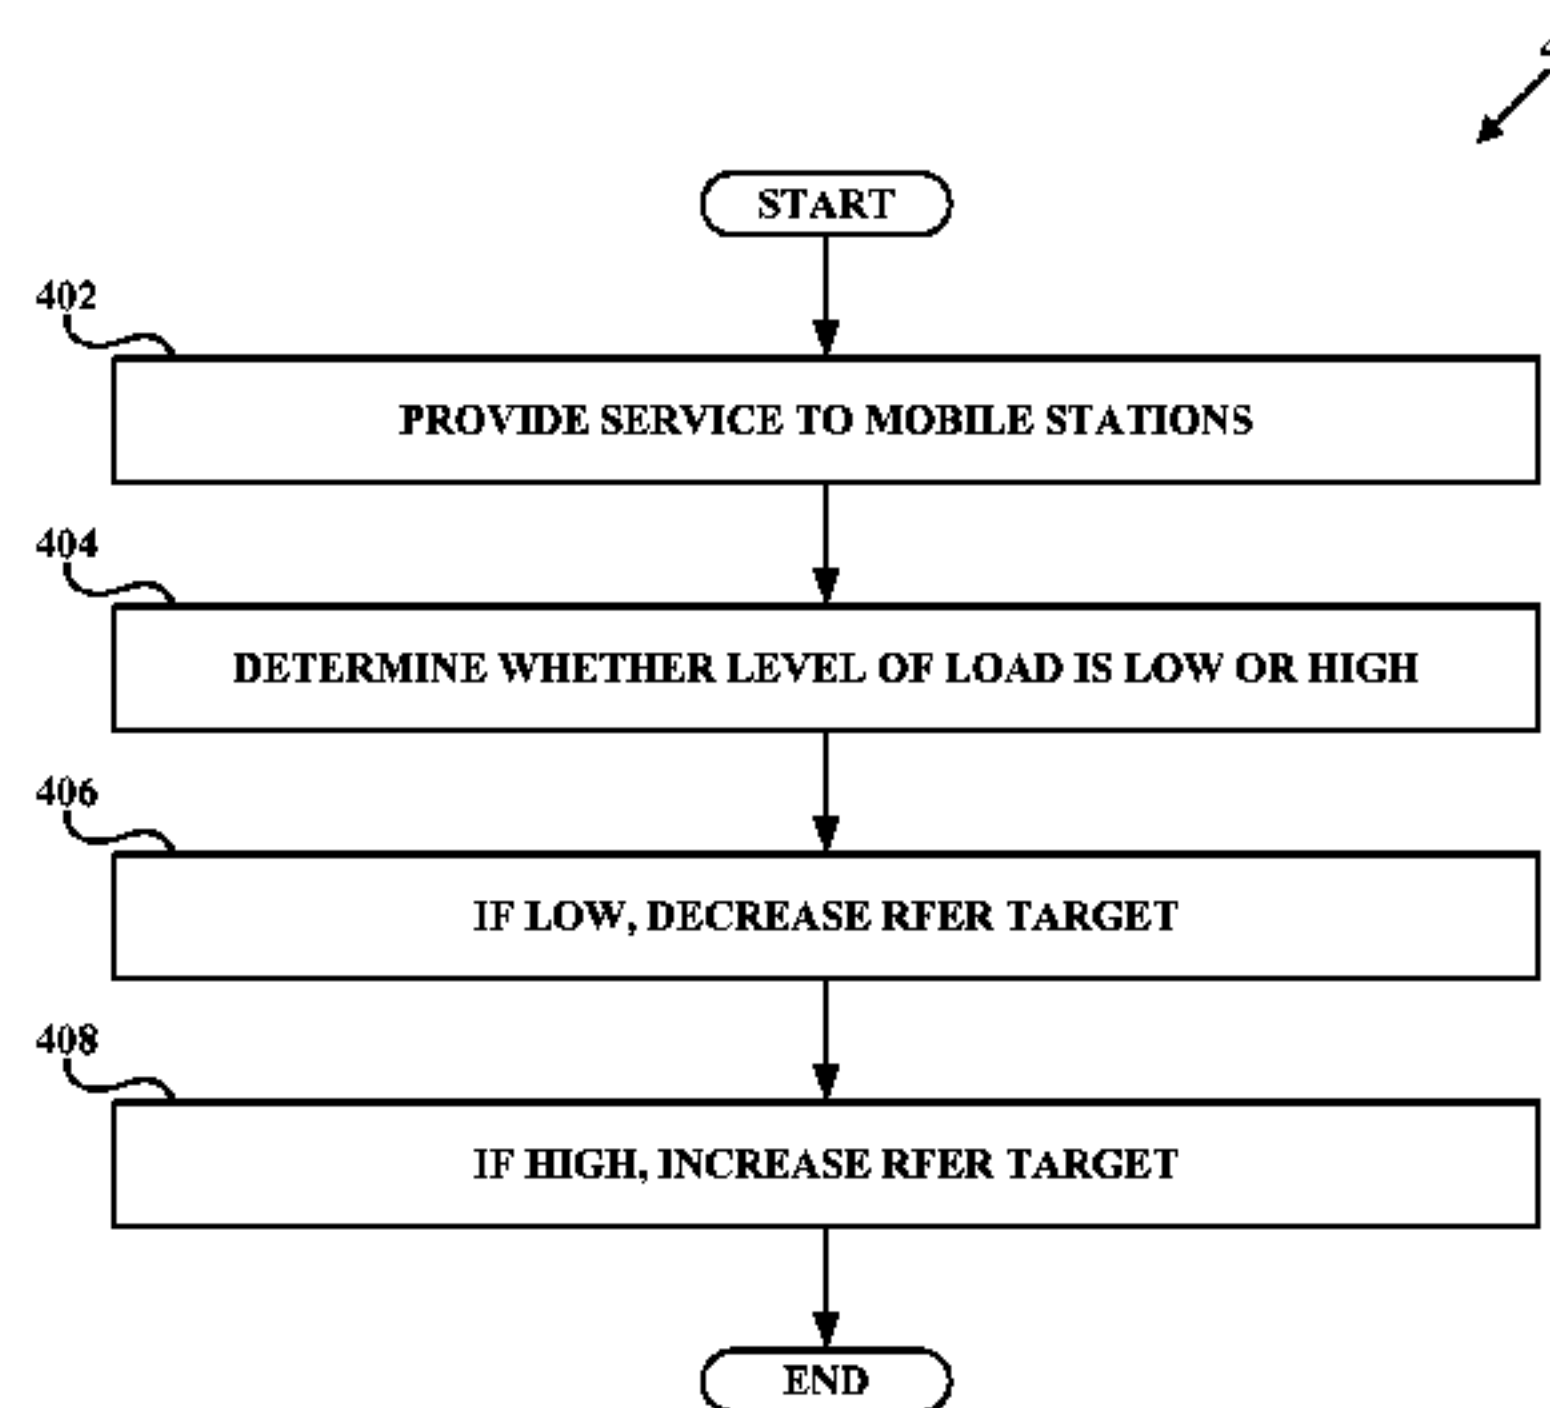 START
402
PROVIDE SERVICE TO MOBILE STATIONS
404
DETERMINE WHETHER LEVEL OF LOAD IS LOW OR HIGH
406
IF LOW, DECREASE RFER TARGET
408
IF HIGH, INCREASE RFER TARGET
END